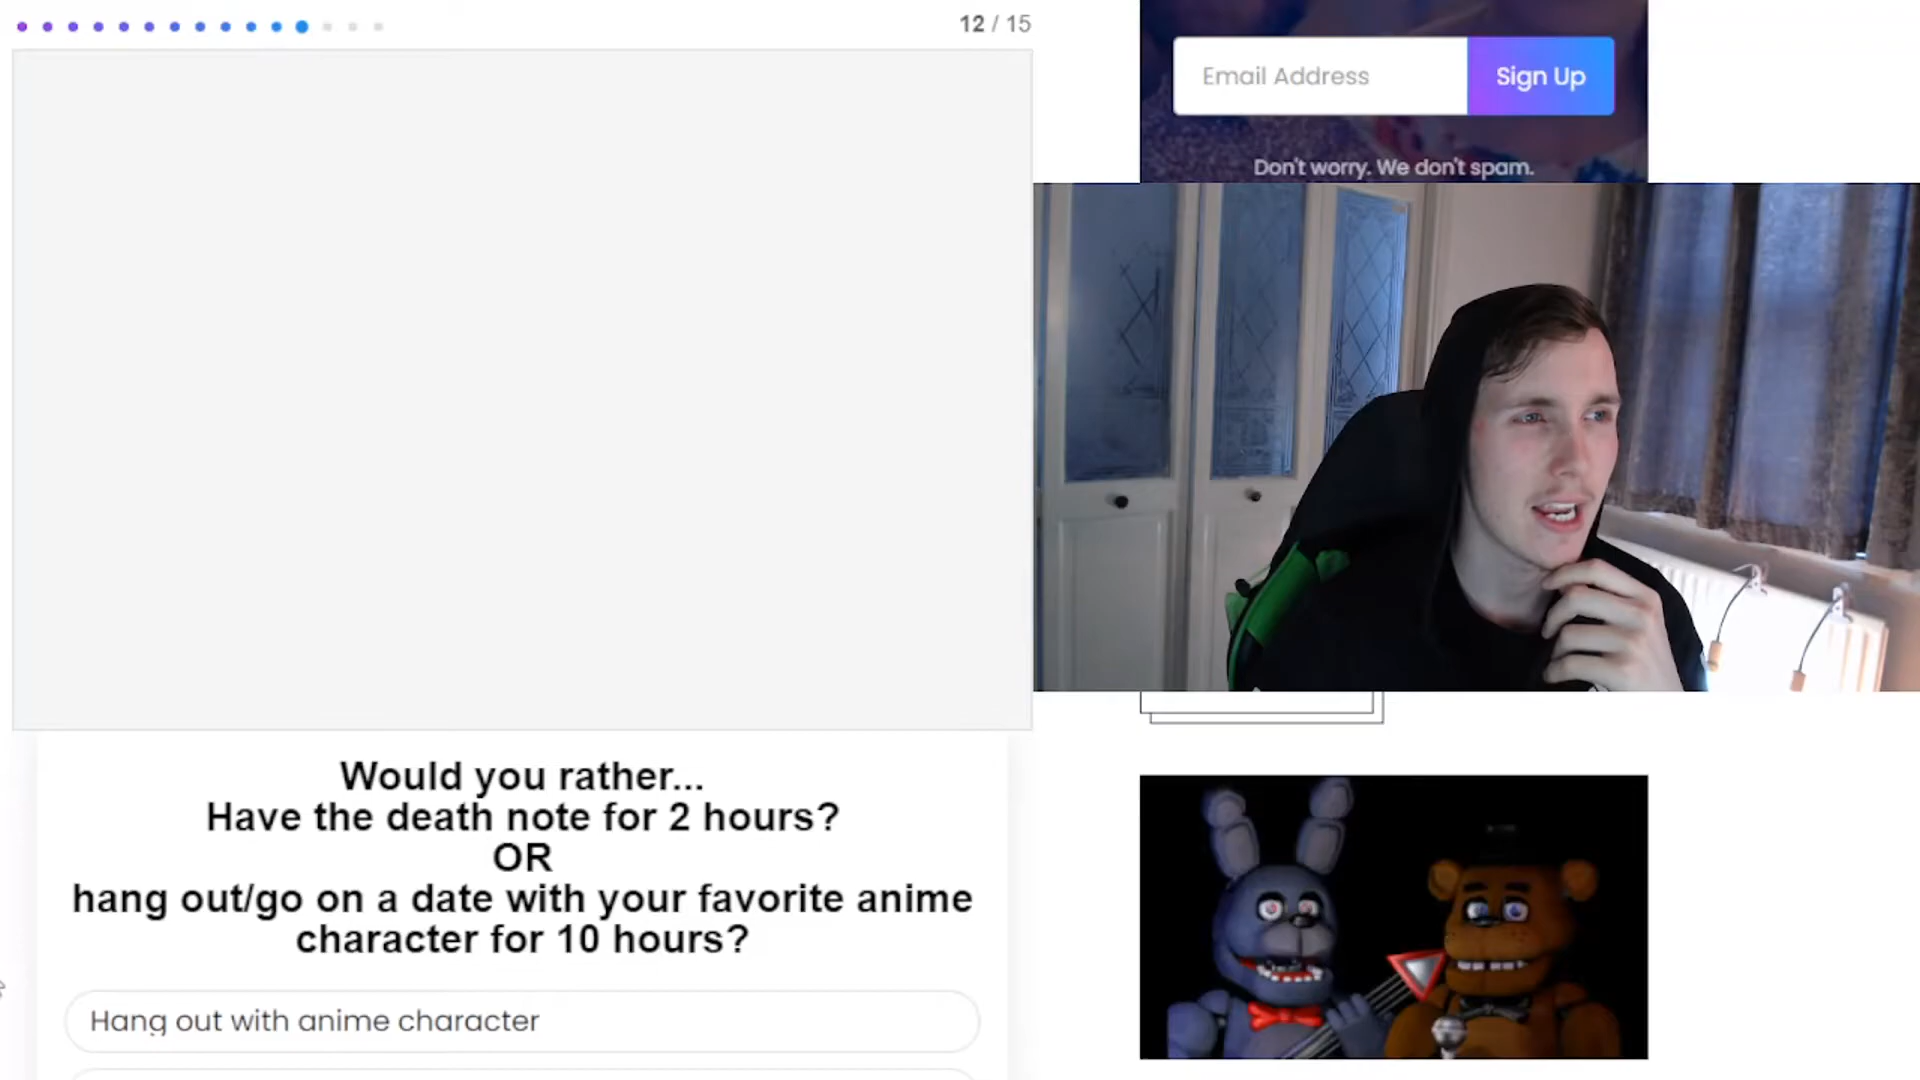 12 / 15
Email Address
Sign Up
Don't worry. We don't spam.
Would you rather...
Have the death note for 2 hours?
OR
hang out/go on a date with your favorite anime
character for 10 hours?
Hang out with anime character